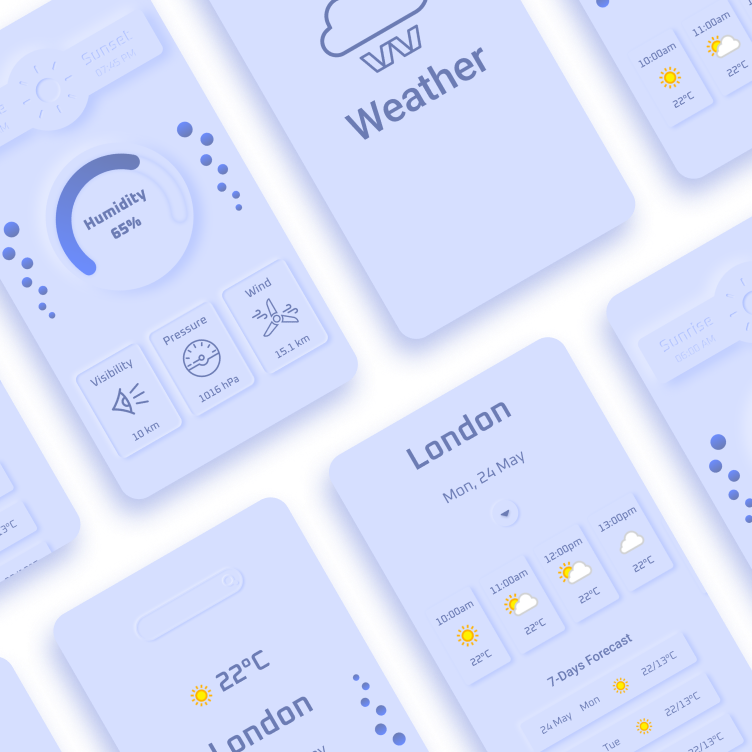 Sunset
07:45 PM
Humidity
65%
Visibility
10 km
Pressure
1016 hPa
Wind
15.1 km
Weather
10:00am
22°C
11:00am
22°C
Sunrise
06:00 AM
13°C
22°C
London
London
Mon, 24 May
10:00am
11:00am
12:00pm
13:00pm
22°C
22°C
22°C
22°C
7-Days Forecast
24 May Mon 22/13°C
Tue 22/13°C
22/13°C